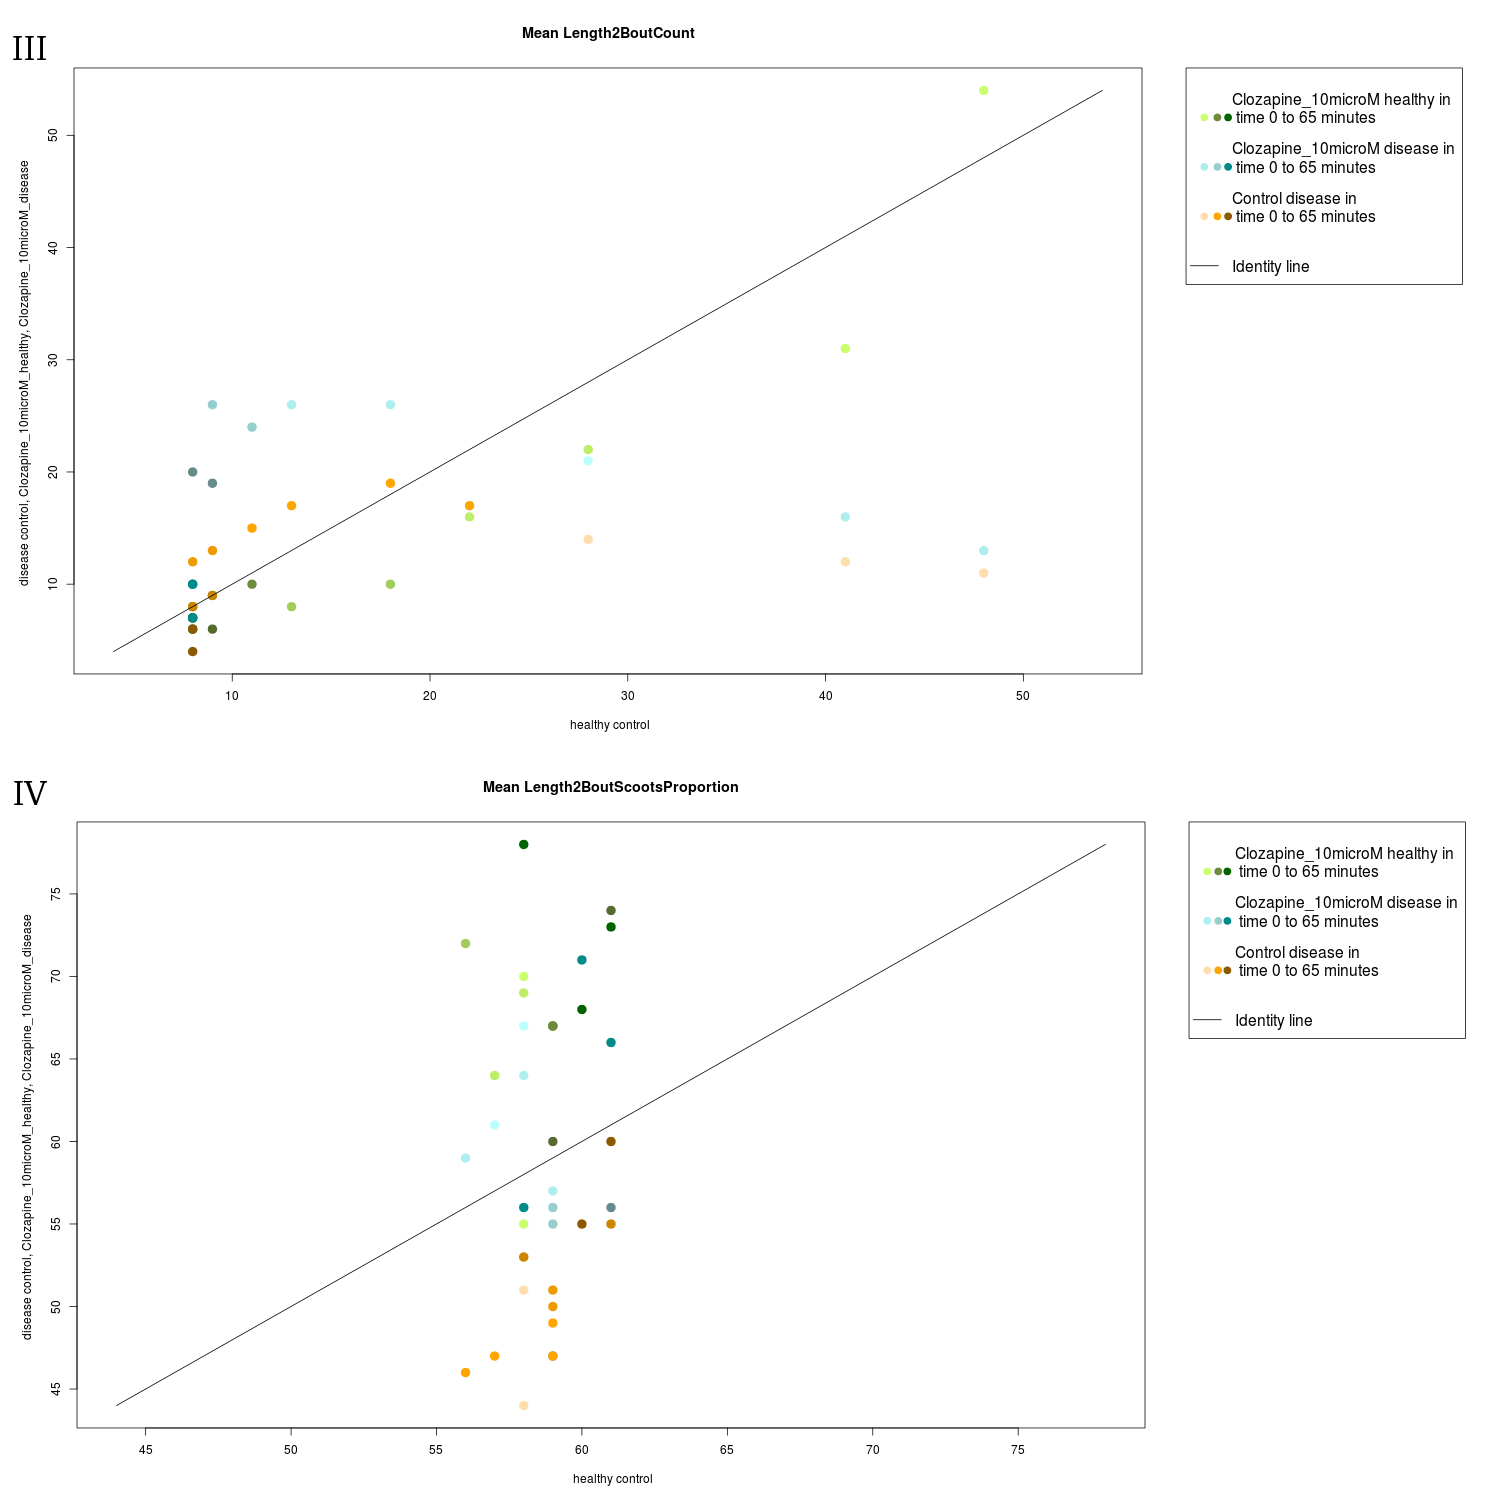 III
Mean Length2BoutCount
disease control, Clozapine_10microM_healthy, Clozapine_10microM_disease
50
40
30
20
10
10 20 30 40 50
healthy control
Clozapine_10microM healthy in
time 0 to 65 minutes
Clozapine_10microM disease in
time 0 to 65 minutes
Control disease in
time 0 to 65 minutes
Identity line
IV
Mean Length2BoutScootsProportion
disease control, Clozapine_10microM_healthy, Clozapine_10microM_disease
75
70
65
60
55
50
45
45 50 55 60 65 70 75
healthy control
Clozapine_10microM healthy in
time 0 to 65 minutes
Clozapine_10microM disease in
time 0 to 65 minutes
Control disease in
time 0 to 65 minutes
Identity line